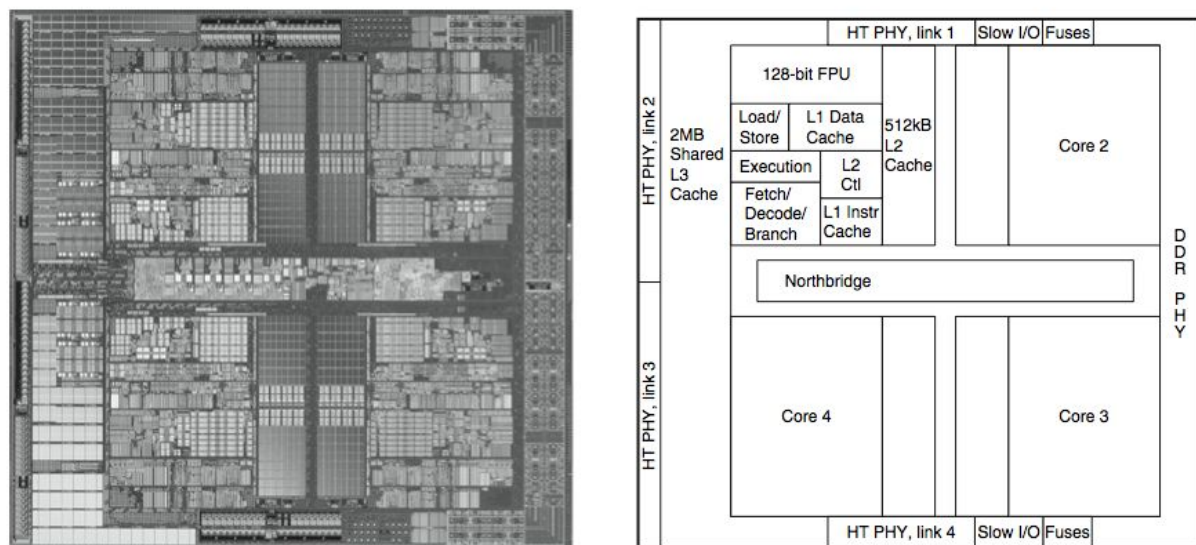 HT PHY, link 1
Slow I/O
Fuses
HT PHY, link 2
2MB
Shared
L3
Cache
128-bit FPU
Load/
Store
L1 Data
Cache
Execution
L2
Ctl
Fetch/
Decode/
Branch
L1 Instr
Cache
512kB
L2
Cache
Core 2
Northbridge
DDR PHY
HT PHY, link 3
Core 4
Core 3
HT PHY, link 4
Slow I/O
Fuses